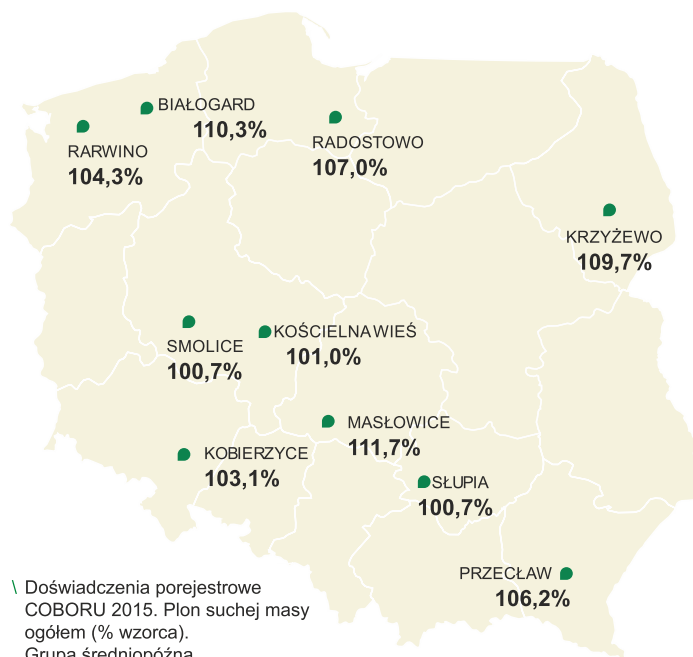 BIAŁOGARD
110,3%
RARWINO
104,3%
RADOSTOWO
107,0%
KRZYŻEWO
109,7%
SMOLICE
100,7%
KOŚCIELNA WIEŚ
101,0%
MASŁOWICE
111,7%
KOBIERZYCE
103,1%
SŁUPIA
100,7%
PRZECŁAW
106,2%
\ Doświadczenia porejestrowe
COBORU 2015. Plon suchej masy
ogółem (% wzorca).
Grupa średniopóźna